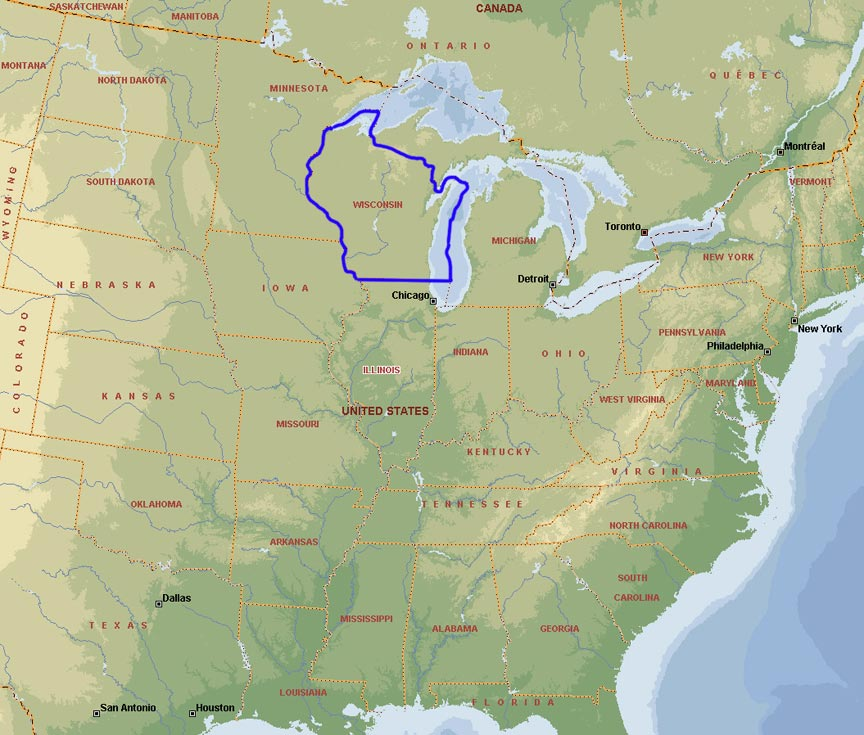 SASKATCHEWAN
CANADA
MANITOBA
ONTARIO
MONTANA
NORTH DAKOTA
MINNESOTA
QUÉBEC
Montréal
SOUTH DAKOTA
VERMONT
WYOMING
WISCONSIN
Toronto
MICHIGAN
NEW YORK
Detroit
NEBRASKA
IOWA
Chicago
New York
PENNSYLVANIA
Philadelphia
COLORADO
INDIANA
OHIO
ILLINOIS
MARYLAND
KANSAS
WEST VIRGINIA
UNITED STATES
MISSOURI
KENTUCKY
VIRGINIA
OKLAHOMA
TENNESSEE
NORTH CAROLINA
ARKANSAS
SOUTH
CAROLINA
Dallas
TEXAS
MISSISSIPPI
ALABAMA
GEORGIA
LOUISIANA
FLORIDA
San Antonio
Houston